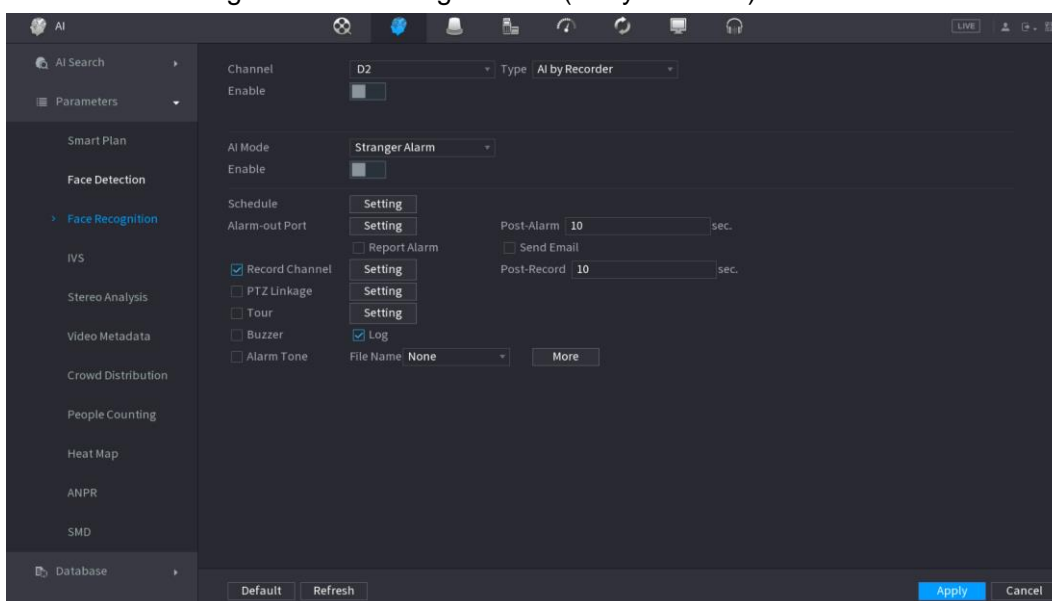 AI
LIVE
AI Search
Parameters
Smart Plan
Face Detection
Face Recognition
IVS
Stereo Analysis
Video Metadata
Crowd Distribution
People Counting
Heat Map
ANPR
SMD
Database
Channel D2 Type AI by Recorder
Enable
AI Mode Stranger Alarm
Enable
Schedule Setting
Alarm-out Port Setting Post-Alarm 10 sec.
Report Alarm Send Email
Record Channel Setting Post-Record 10 sec.
PTZ Linkage Setting
Tour Setting
Buzzer Log
Alarm Tone File Name None More
Default Refresh Apply Cancel